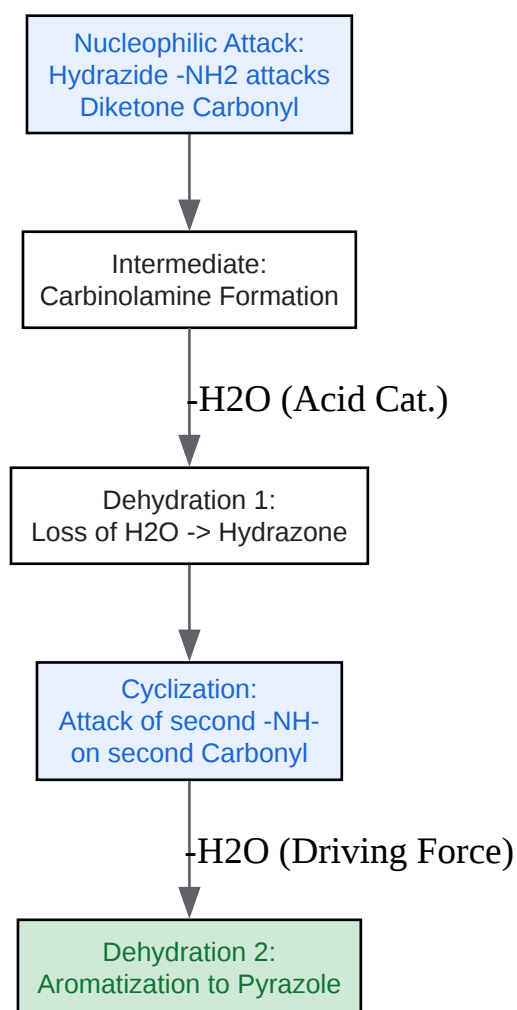 Nucleophilic Attack:
Hydrazide -NH2 attacks
Diketone Carbonyl
Intermediate:
Carbinolamine Formation
-H2O (Acid Cat.)
Dehydration 1:
Loss of H2O -> Hydrazone
Cyclization:
Attack of second -NH-
on second Carbonyl
-H2O (Driving Force)
Dehydration 2:
Aromatization to Pyrazole